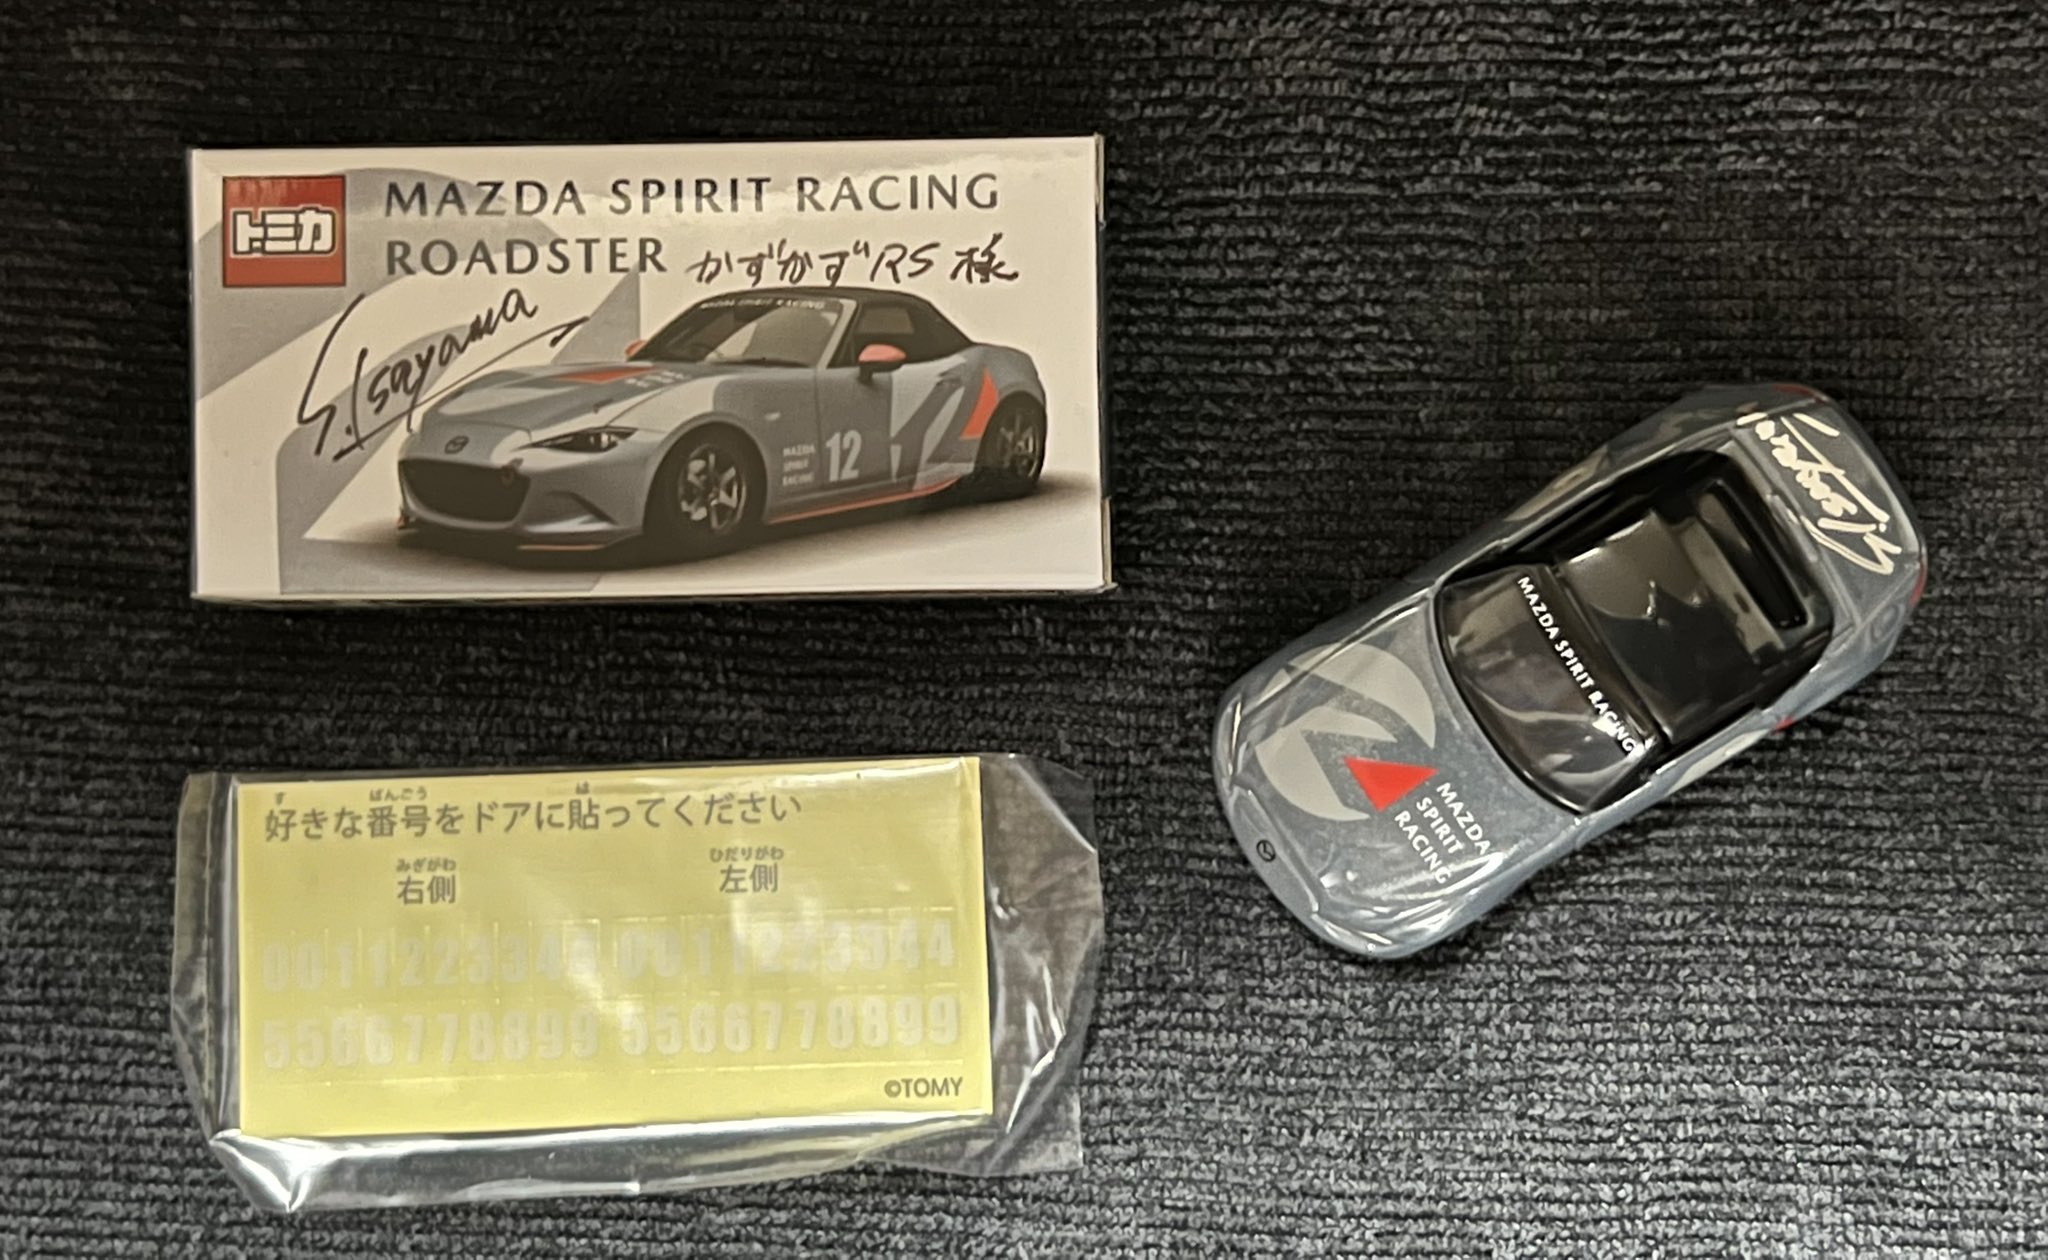 トミカ
MAZDA SPIRIT RACING
ROADSTER かずかずRS 様
S.Isayama
MAZDA SPIRIT RACING
MAZDA
SPIRIT
RACING
12
好きな番号をドアに貼ってください
す ばんごう は
みぎがわ ひだりがわ
右側 左側
0011223344 0011223344
5566778899 5566778899
©TOMY
MAZDA SPIRIT RACING
MAZDA
SPIRIT
RACING
S.Isayama